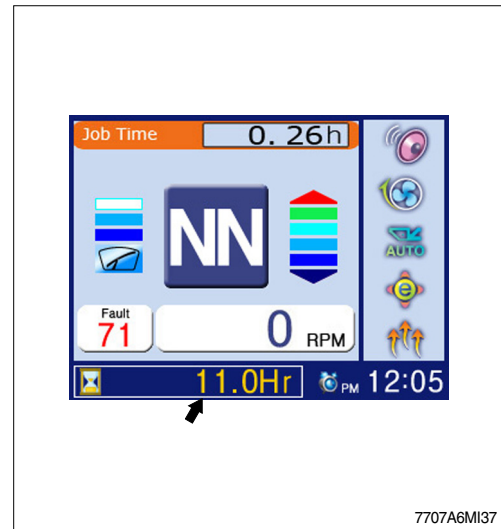 Job Time 0.26h
AUTO
NN
e
Fault
71 0 RPM
11.0Hr PM 12:05
7707A6MI37